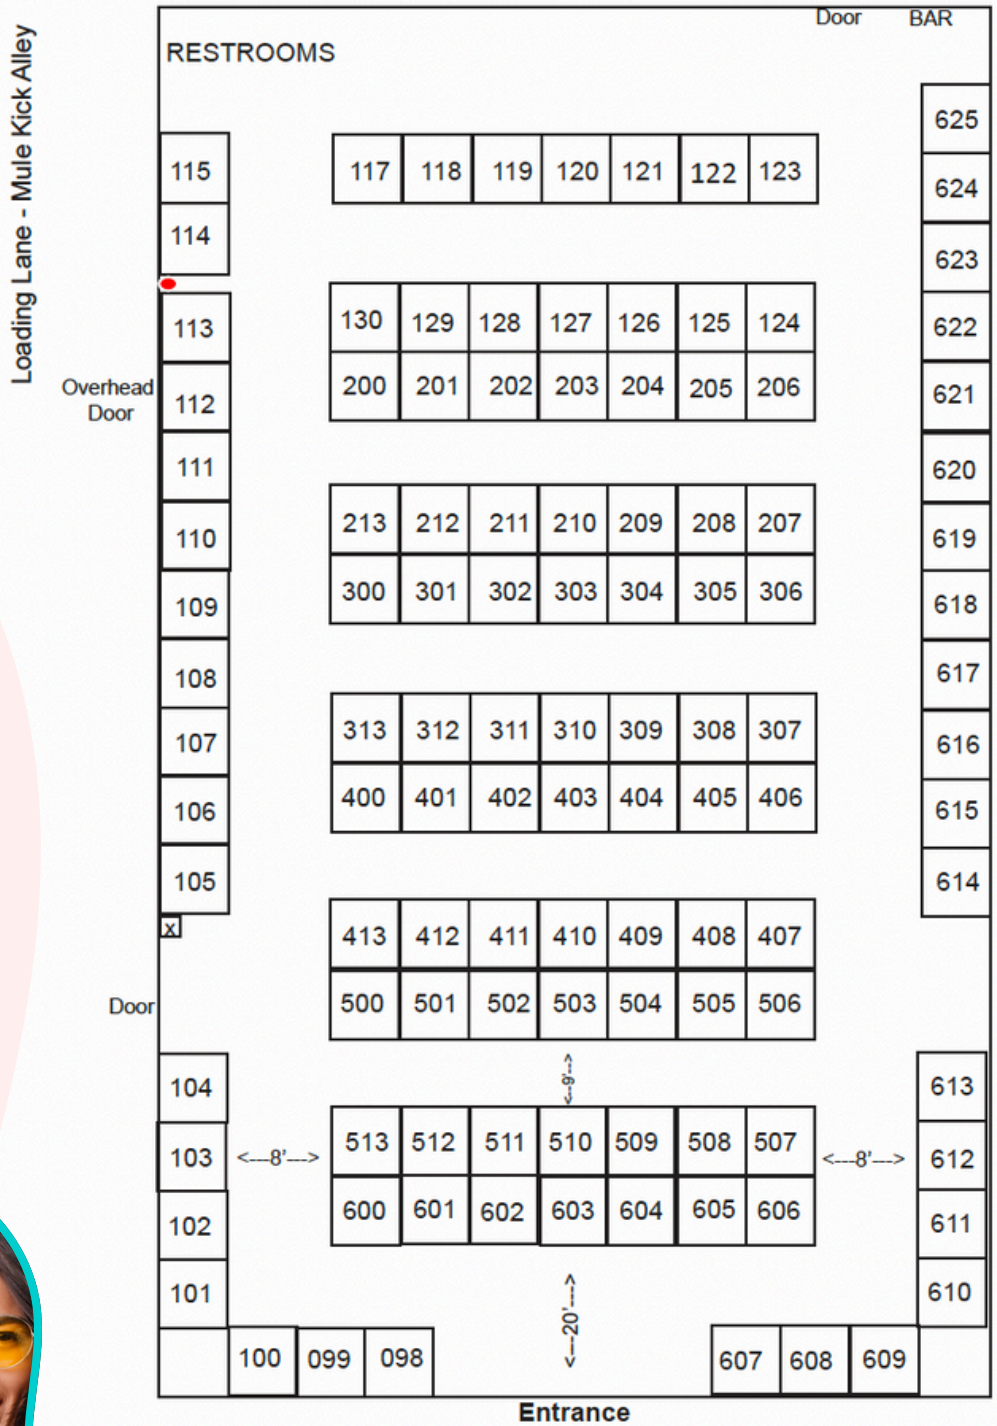 Door BAR
Loading Lane - Mule Kick Alley
RESTROOMS
625
115 117 118 119 120 121 122 123
624
114
623
113 130 129 128 127 126 125 124 622
Overhead
Door
112 200 201 202 203 204 205 206 621
111 620
110 213 212 211 210 209 208 207 619
109 300 301 302 303 304 305 306 618
108 617
107 313 312 311 310 309 308 307 616
106 400 401 402 403 404 405 406 615
105 614
X 413 412 411 410 409 408 407
Door 500 501 502 503 504 505 506
<--9'-->
104 613
103 <---8'---> 513 512 511 510 509 508 507 <---8'---> 612
102 600 601 602 603 604 605 606 611
101 610
<---20'--->
100 099 098 607 608 609
Entrance